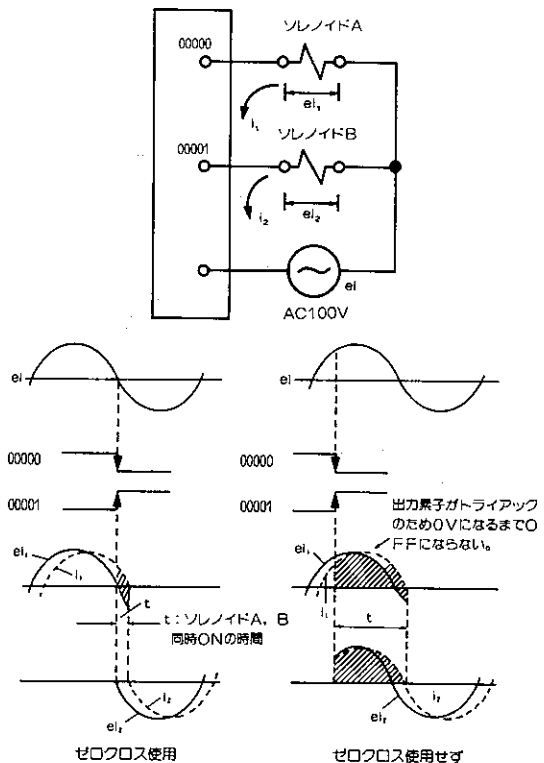 ソレノイドA
00000
eI₁
i₁
ソレノイドB
00001
eI₂
i₂
eI
AC100V
eI
00000
00001
eI₁
i₁
t
t：ソレノイドA，B
同時ONの時間
i₂
eI₂
ゼロクロス使用
00000
00001
出力素子がトライアック
のため0VになるまでO
FFにならない。
eI₁
i₁
t
i₂
eI₂
ゼロクロス使用せず